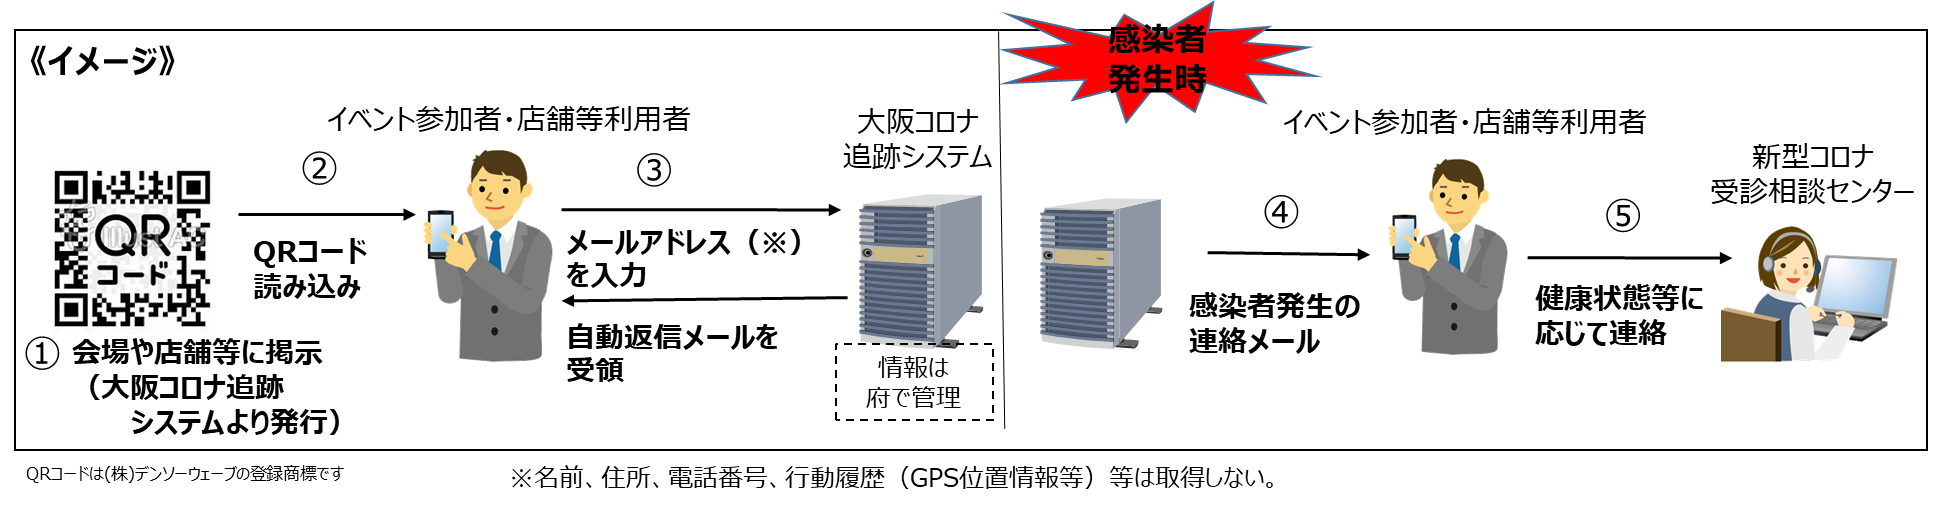 《イメージ》
感染者
発生時
イベント参加者・店舗等利用者
大阪コロナ
追跡システム
②
③
QR
コード
QRコード
読み込み
メールアドレス（※）
を入力
自動返信メールを
受領
① 会場や店舗等に掲示
（大阪コロナ追跡
システムより発行）
情報は
府で管理
イベント参加者・店舗等利用者
新型コロナ
受診相談センター
④
⑤
感染者発生の
連絡メール
健康状態等に
応じて連絡
QRコードは(株)デンソーウェーブの登録商標です
※名前、住所、電話番号、行動履歴（GPS位置情報等）等は取得しない。